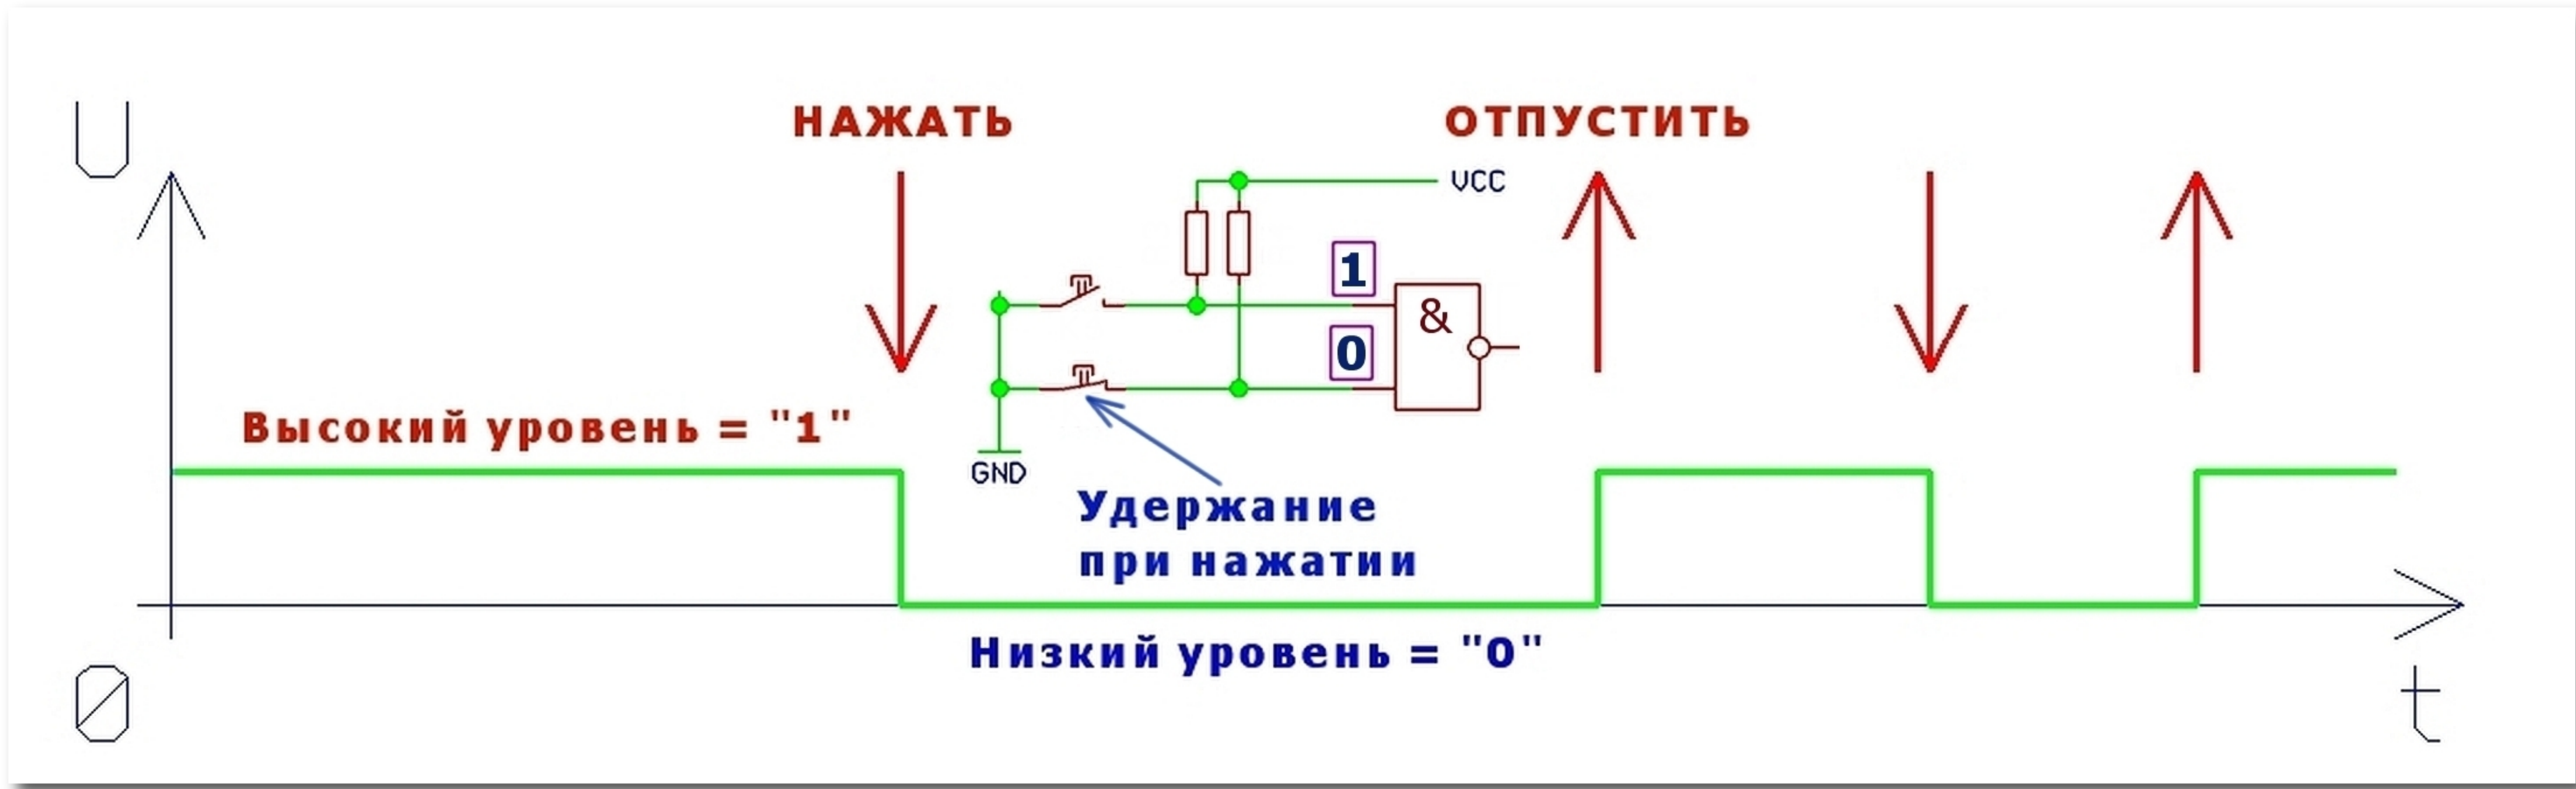 U
НАЖАТЬ
ОТПУСТИТЬ
VCC
1
&
0
Высокий уровень = "1"
GND
Удержание
при нажатии
Низкий уровень = "0"
0
t